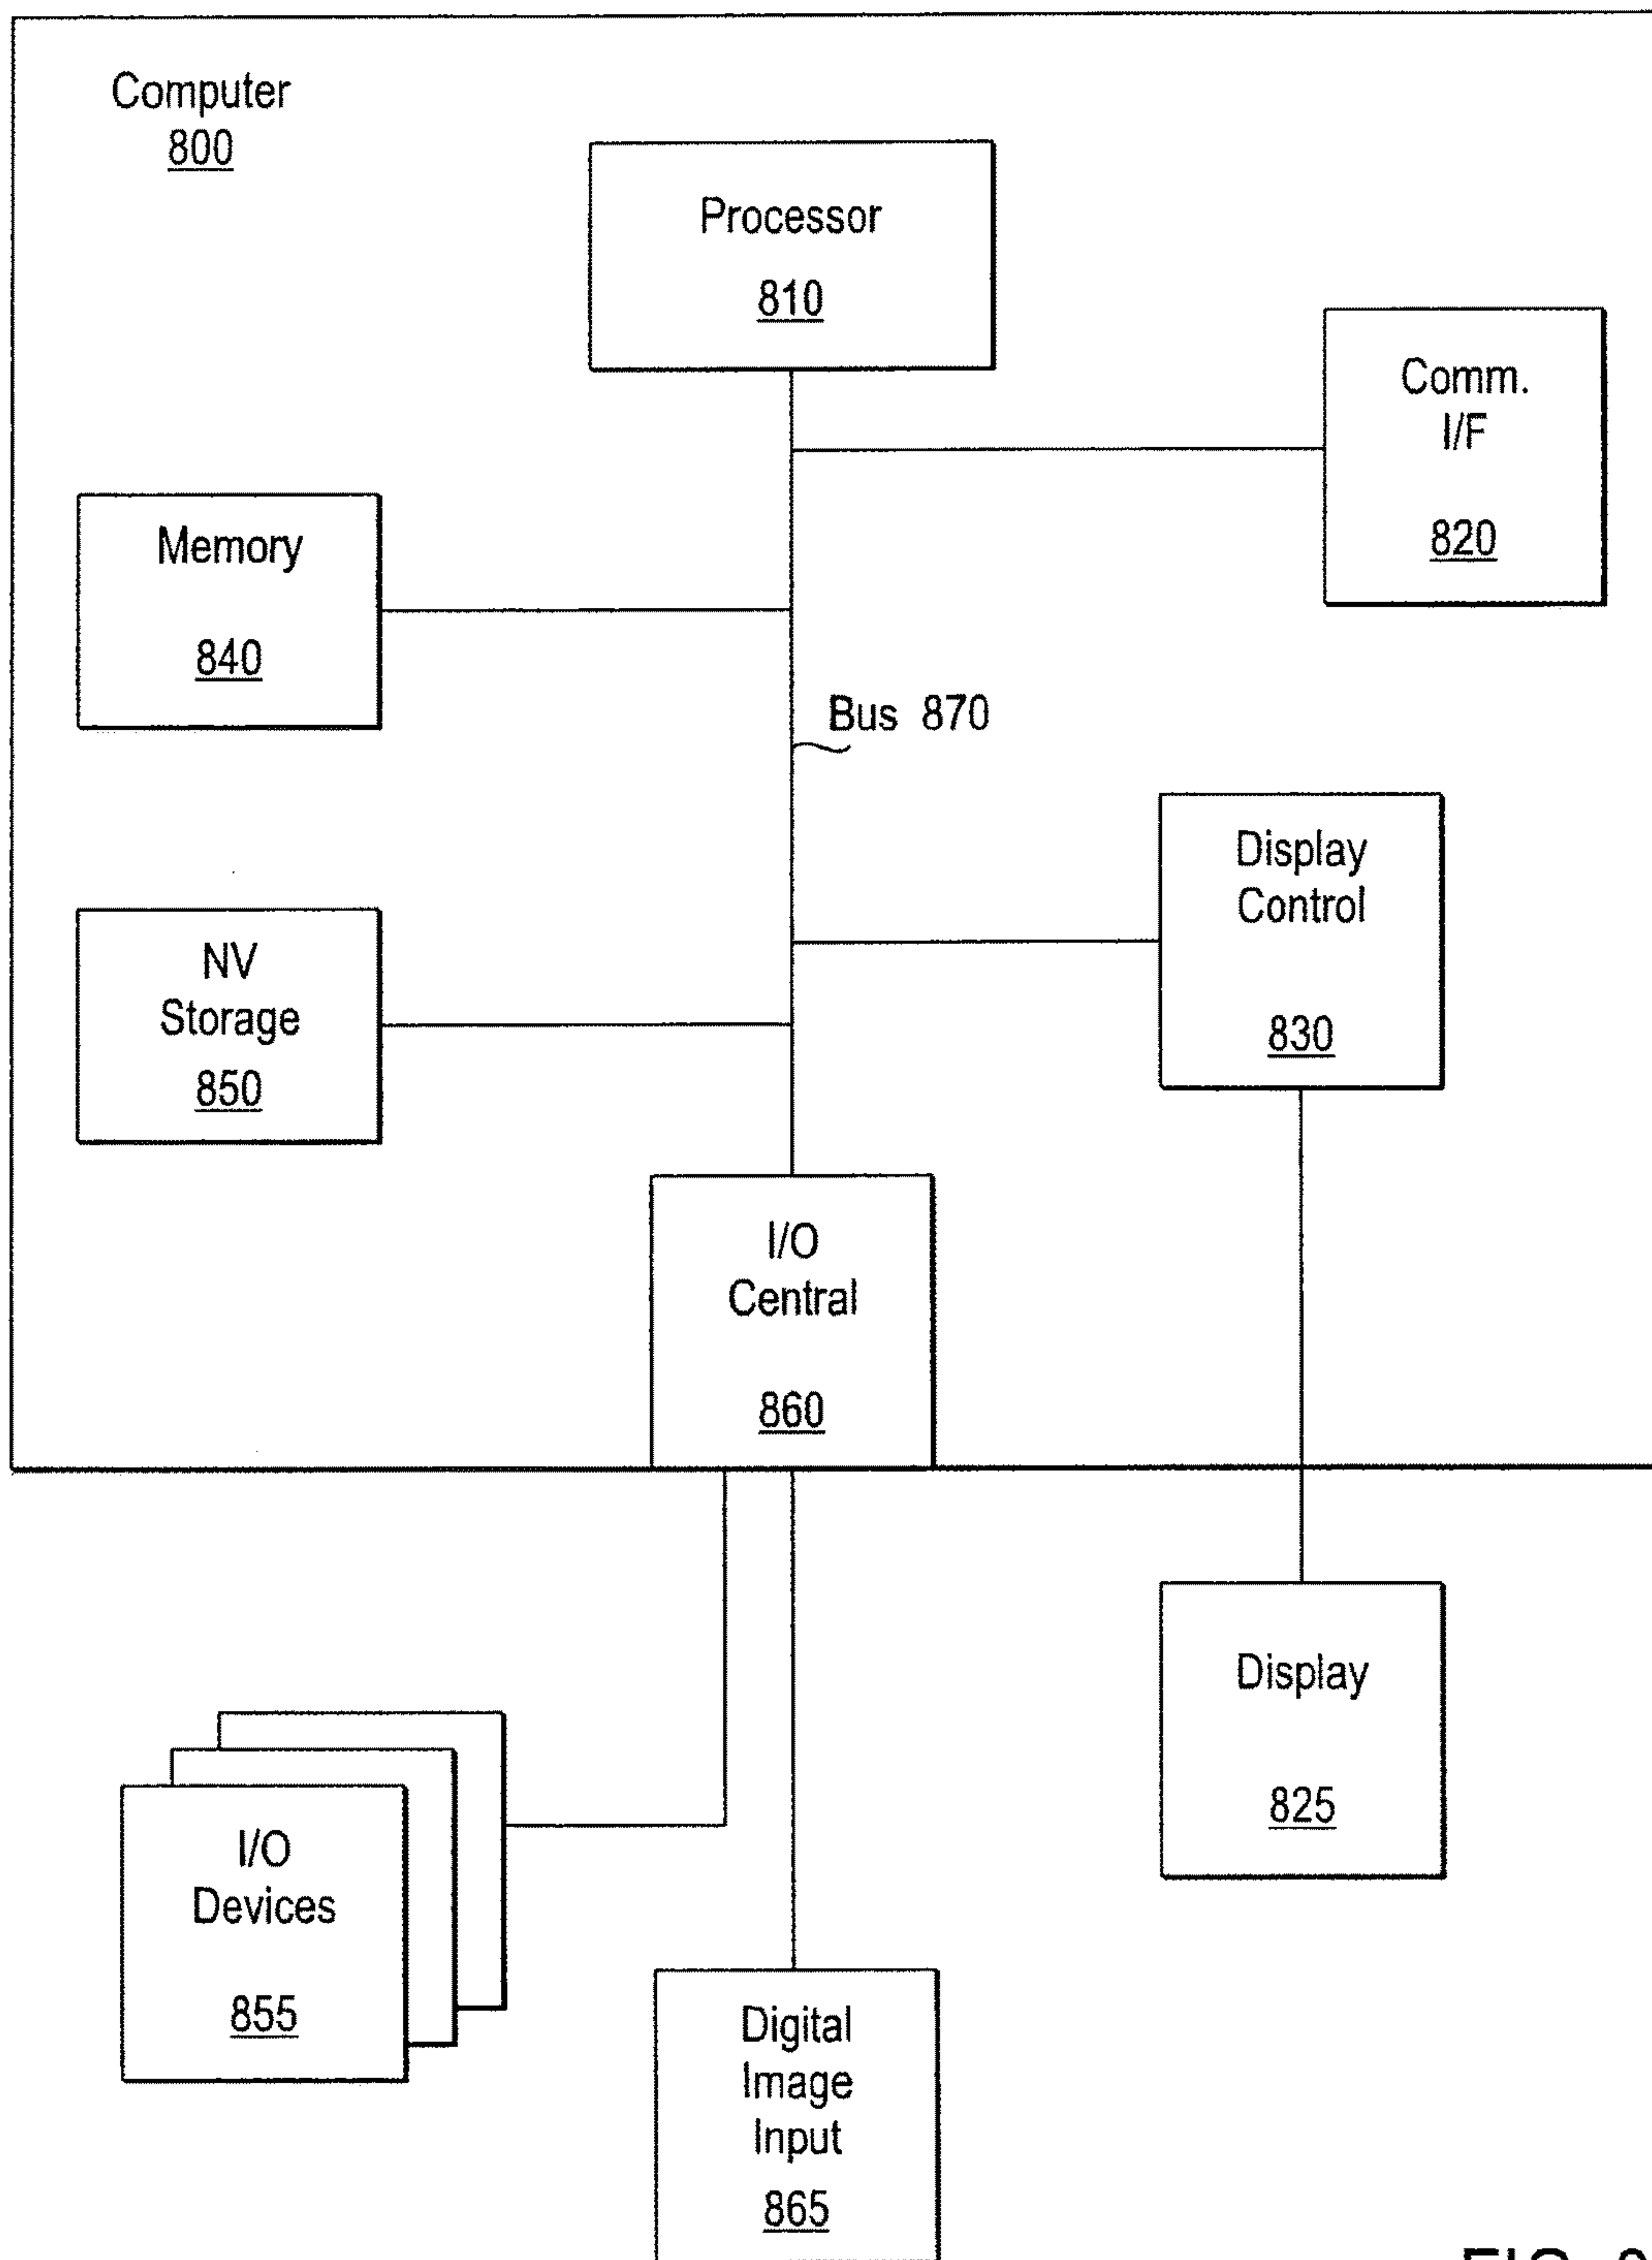 Computer
800
Processor
810
Comm.
I/F
820
Memory
840
Bus 870
Display
Control
830
NV
Storage
850
I/O
Central
860
Display
825
I/O
Devices
855
Digital
Image
Input
865